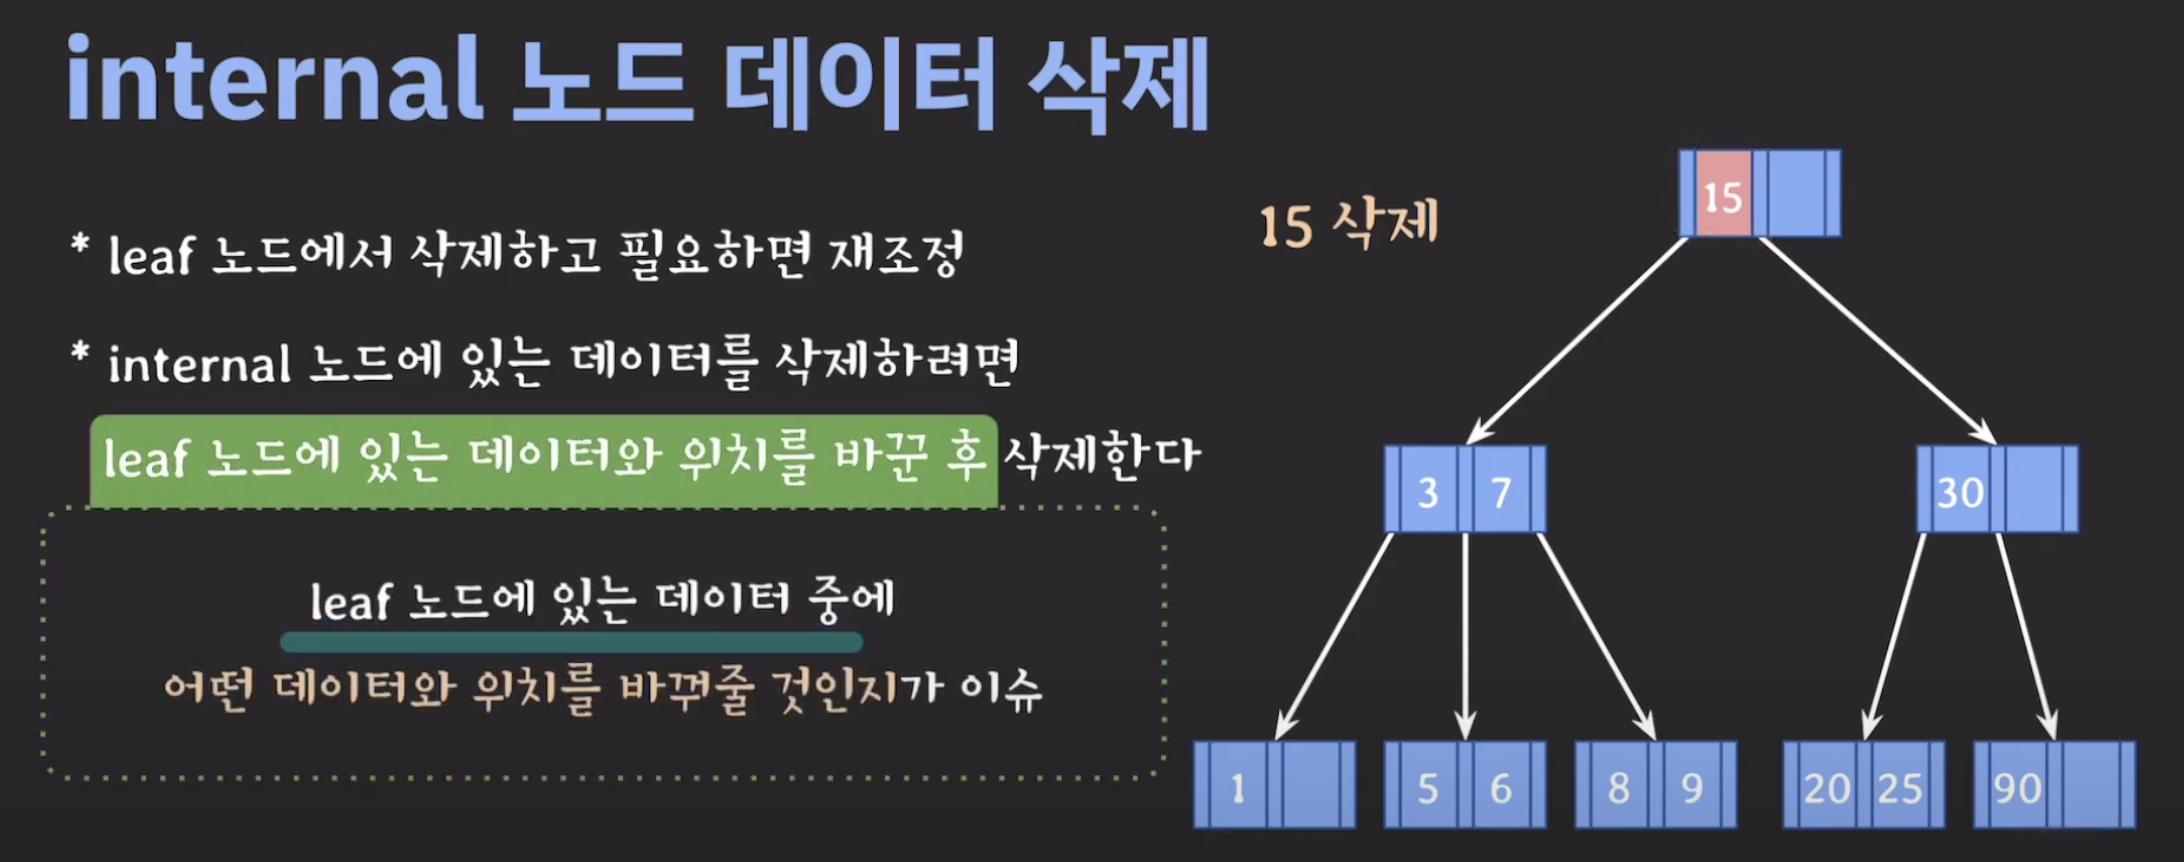 internal 노드 데이터 삭제
* leaf 노드에서 삭제하고 필요하면 재조정
* internal 노드에 있는 데이터를 삭제하려면
leaf 노드에 있는 데이터와 위치를 바꾼 후 삭제한다
leaf 노드에 있는 데이터 중에
어떤 데이터와 위치를 바꿔줄 것인지가 이슈
15 삭제
15
3 7
30
1
5 6
8 9
20 25
90